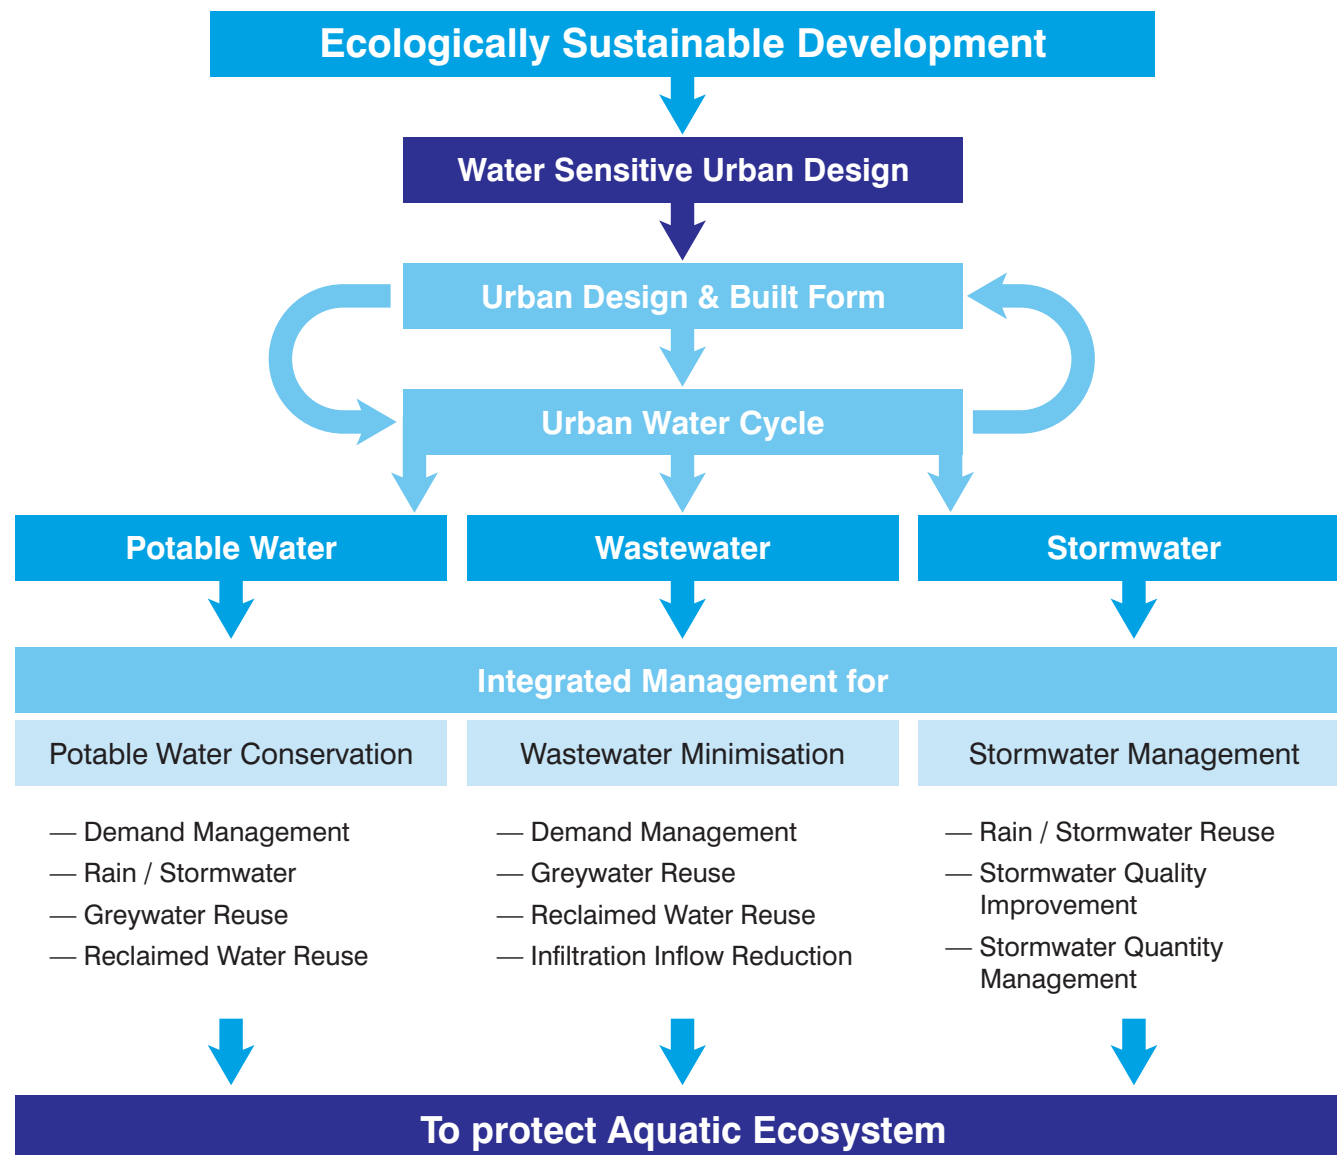 Ecologically Sustainable Development
Water Sensitive Urban Design
Urban Design & Built Form
Urban Water Cycle
Potable Water
Wastewater
Stormwater
Integrated Management for
Potable Water Conservation
Wastewater Minimisation
Stormwater Management
— Demand Management
— Rain / Stormwater
— Greywater Reuse
— Reclaimed Water Reuse
— Demand Management
— Greywater Reuse
— Reclaimed Water Reuse
— Infiltration Inflow Reduction
— Rain / Stormwater Reuse
— Stormwater Quality
Improvement
— Stormwater Quantity
Management
To protect Aquatic Ecosystem